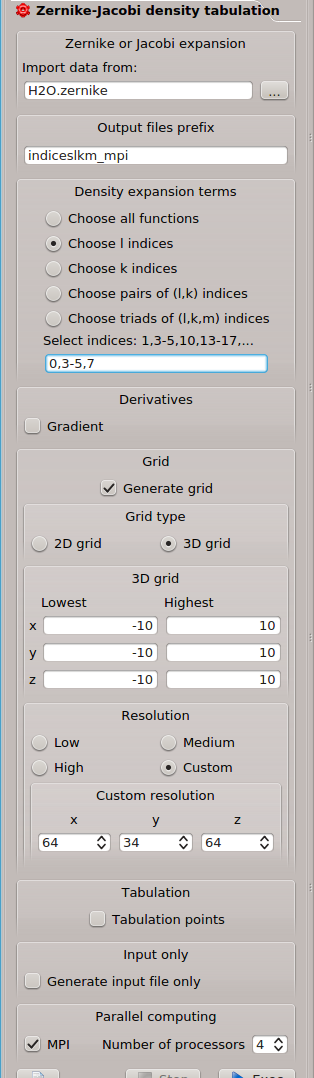 Zernike-Jacobi density tabulation
Zernike or Jacobi expansion
Import data from:
H2O.zernike
...
Output files prefix
indiceslkm_mpi
Density expansion terms
Choose all functions
Choose l indices
Choose k indices
Choose pairs of (l,k) indices
Choose triads of (l,k,m) indices
Select indices: 1,3-5,10,13-17,...
0,3-5,7
Derivatives
Gradient
Grid
Generate grid
Grid type
2D grid 3D grid
3D grid
Lowest Highest
x -10 10
y -10 10
z -10 10
Resolution
Low Medium
High Custom
Custom resolution
x y z
64 34 64
Tabulation
Tabulation points
Input only
Generate input file only
Parallel computing
MPI Number of processors 4
Stop Exec